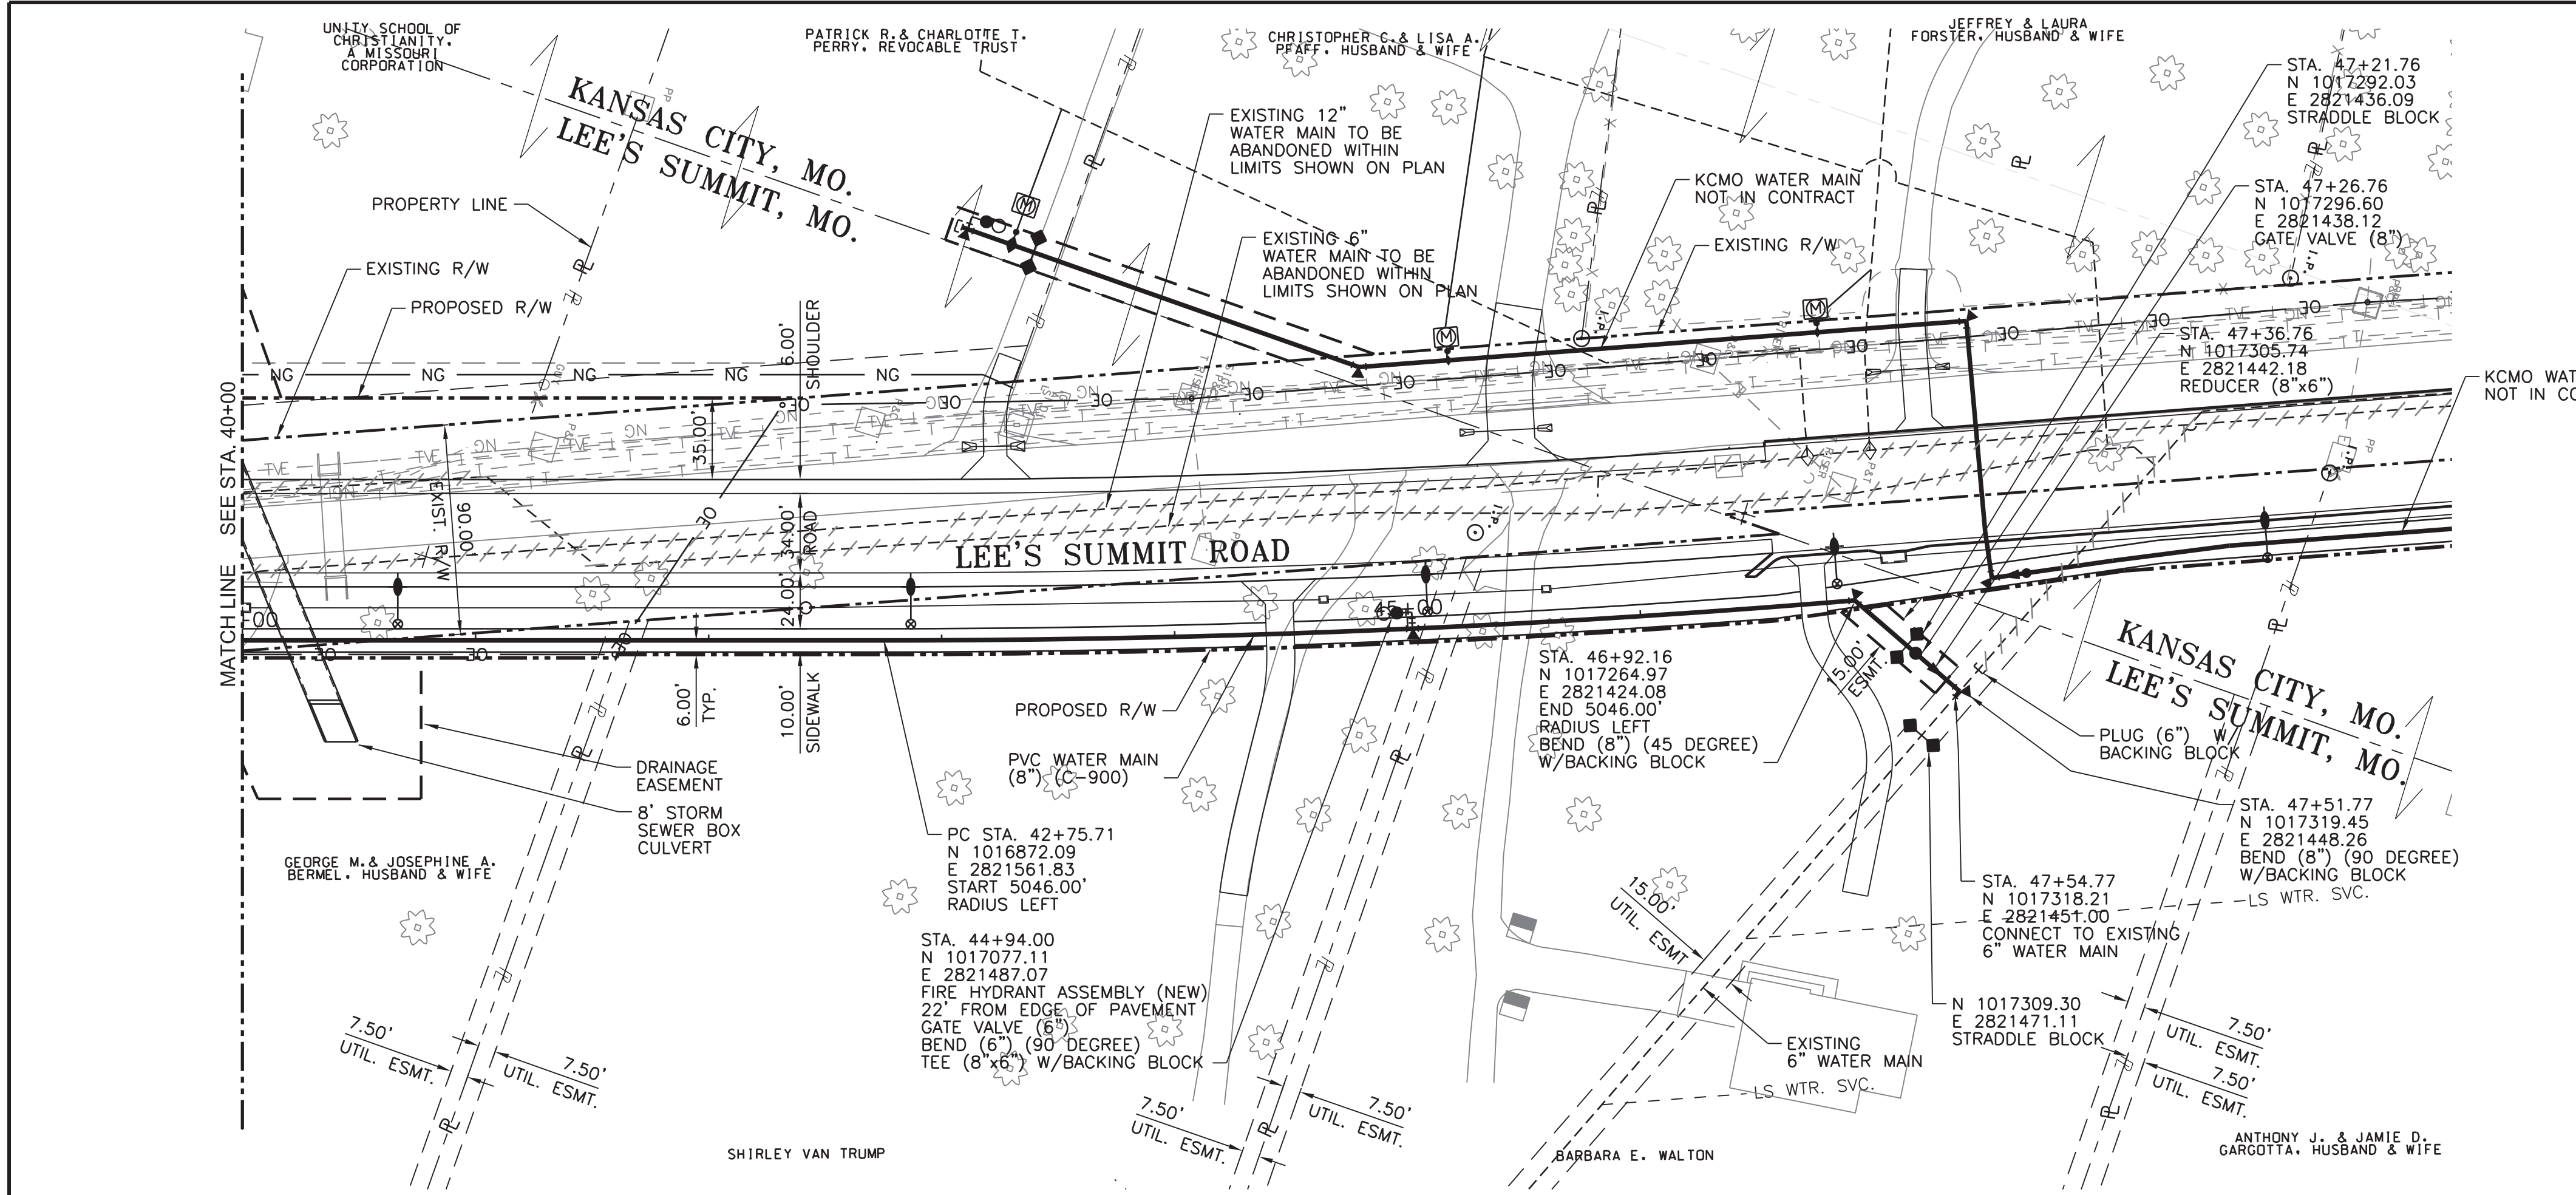 UNITY SCHOOL OF
CHRISTIANITY,
A MISSOURI
CORPORATION
PATRICK R.& CHARLOTTE T.
PERRY, REVOCABLE TRUST
CHRISTOPHER C.& LISA A.
PFAFF, HUSBAND & WIFE
JEFFREY & LAURA
FORSTER, HUSBAND & WIFE
KANSAS CITY, MO.
LEE'S SUMMIT, MO.
PROPERTY LINE
EXISTING R/W
PROPOSED R/W
EXISTING 12"
WATER MAIN TO BE
ABANDONED WITHIN
LIMITS SHOWN ON PLAN
EXISTING 6"
WATER MAIN TO BE
ABANDONED WITHIN
LIMITS SHOWN ON PLAN
KCMO WATER MAIN
NOT IN CONTRACT
EXISTING R/W
STA. 47+21.76
N 1017292.03
E 2821436.09
STRADDLE BLOCK
STA. 47+26.76
N 1017296.60
E 2821438.12
GATE VALVE (8")
STA. 47+36.76
N 1017305.74
E 2821442.18
REDUCER (8"x6")
KCMO WAT
NOT IN CO
MATCH LINE SEE STA. 40+00
NG NG NG NG NG
6.00'
SHOULDER
35.00'
EXIST. R/W
90.00'
34.00'
ROAD
24.00'
LEE'S SUMMIT ROAD
45+00
+00
6.00'
TYP.
10.00'
SIDEWALK
PROPOSED R/W
PVC WATER MAIN
(8") (C-900)
DRAINAGE
EASEMENT
8' STORM
SEWER BOX
CULVERT
GEORGE M.& JOSEPHINE A.
BERMEL, HUSBAND & WIFE
PC STA. 42+75.71
N 1016872.09
E 2821561.83
START 5046.00'
RADIUS LEFT
STA. 44+94.00
N 1017077.11
E 2821487.07
FIRE HYDRANT ASSEMBLY (NEW)
22' FROM EDGE OF PAVEMENT
GATE VALVE (6")
BEND (6") (90 DEGREE)
TEE (8"x6") W/BACKING BLOCK
STA. 46+92.16
N 1017264.97
E 2821424.08
END 5046.00'
RADIUS LEFT
BEND (8") (45 DEGREE)
W/BACKING BLOCK
15.00'
ESMT.
KANSAS CITY, MO.
LEE'S SUMMIT, MO.
PLUG (6") W/
BACKING BLOCK
STA. 47+51.77
N 1017319.45
E 2821448.26
BEND (8") (90 DEGREE)
W/BACKING BLOCK
STA. 47+54.77
N 1017318.21
E 2821451.00
CONNECT TO EXISTING
6" WATER MAIN
LS WTR. SVC.
N 1017309.30
E 2821471.11
STRADDLE BLOCK
15.00'
UTIL. ESMT
EXISTING
6" WATER MAIN
LS WTR. SVC.
7.50'
UTIL. ESMT.
7.50'
UTIL. ESMT.
7.50'
UTIL. ESMT.
7.50'
UTIL. ESMT.
7.50'
UTIL. ESMT.
7.50'
UTIL. ESMT.
SHIRLEY VAN TRUMP
BARBARA E. WALTON
ANTHONY J. & JAMIE D.
GARGOTTA, HUSBAND & WIFE